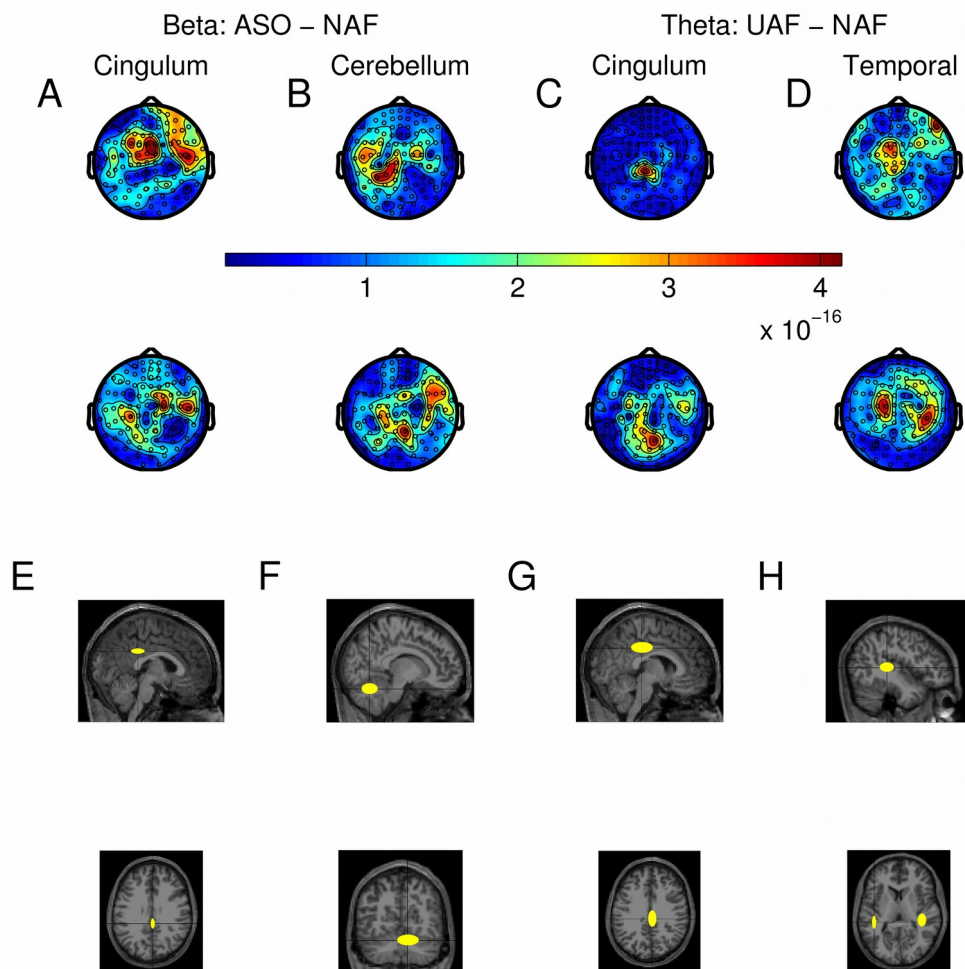 Beta: ASO – NAF
Theta: UAF – NAF
A
Cingulum
B
Cerebellum
C
Cingulum
D
Temporal
1
2
3
4
x 10⁻¹⁶
E
F
G
H